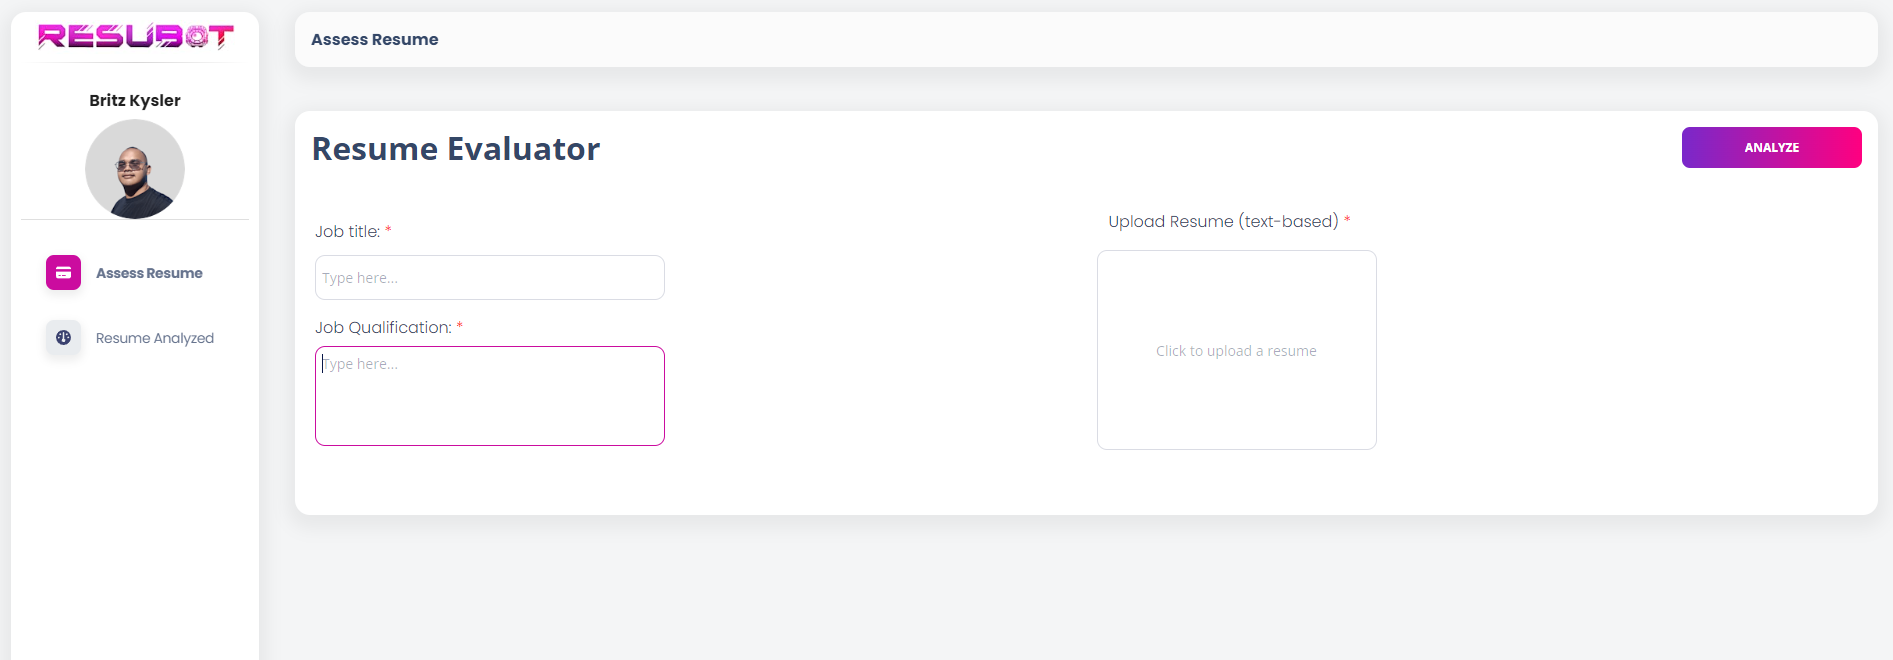 RESUBOT
Britz Kysler
Assess Resume
Resume Analyzed
Assess Resume
Resume Evaluator
ANALYZE
Job title: *
Type here...
Job Qualification: *
Type here...
Upload Resume (text-based) *
Click to upload a resume